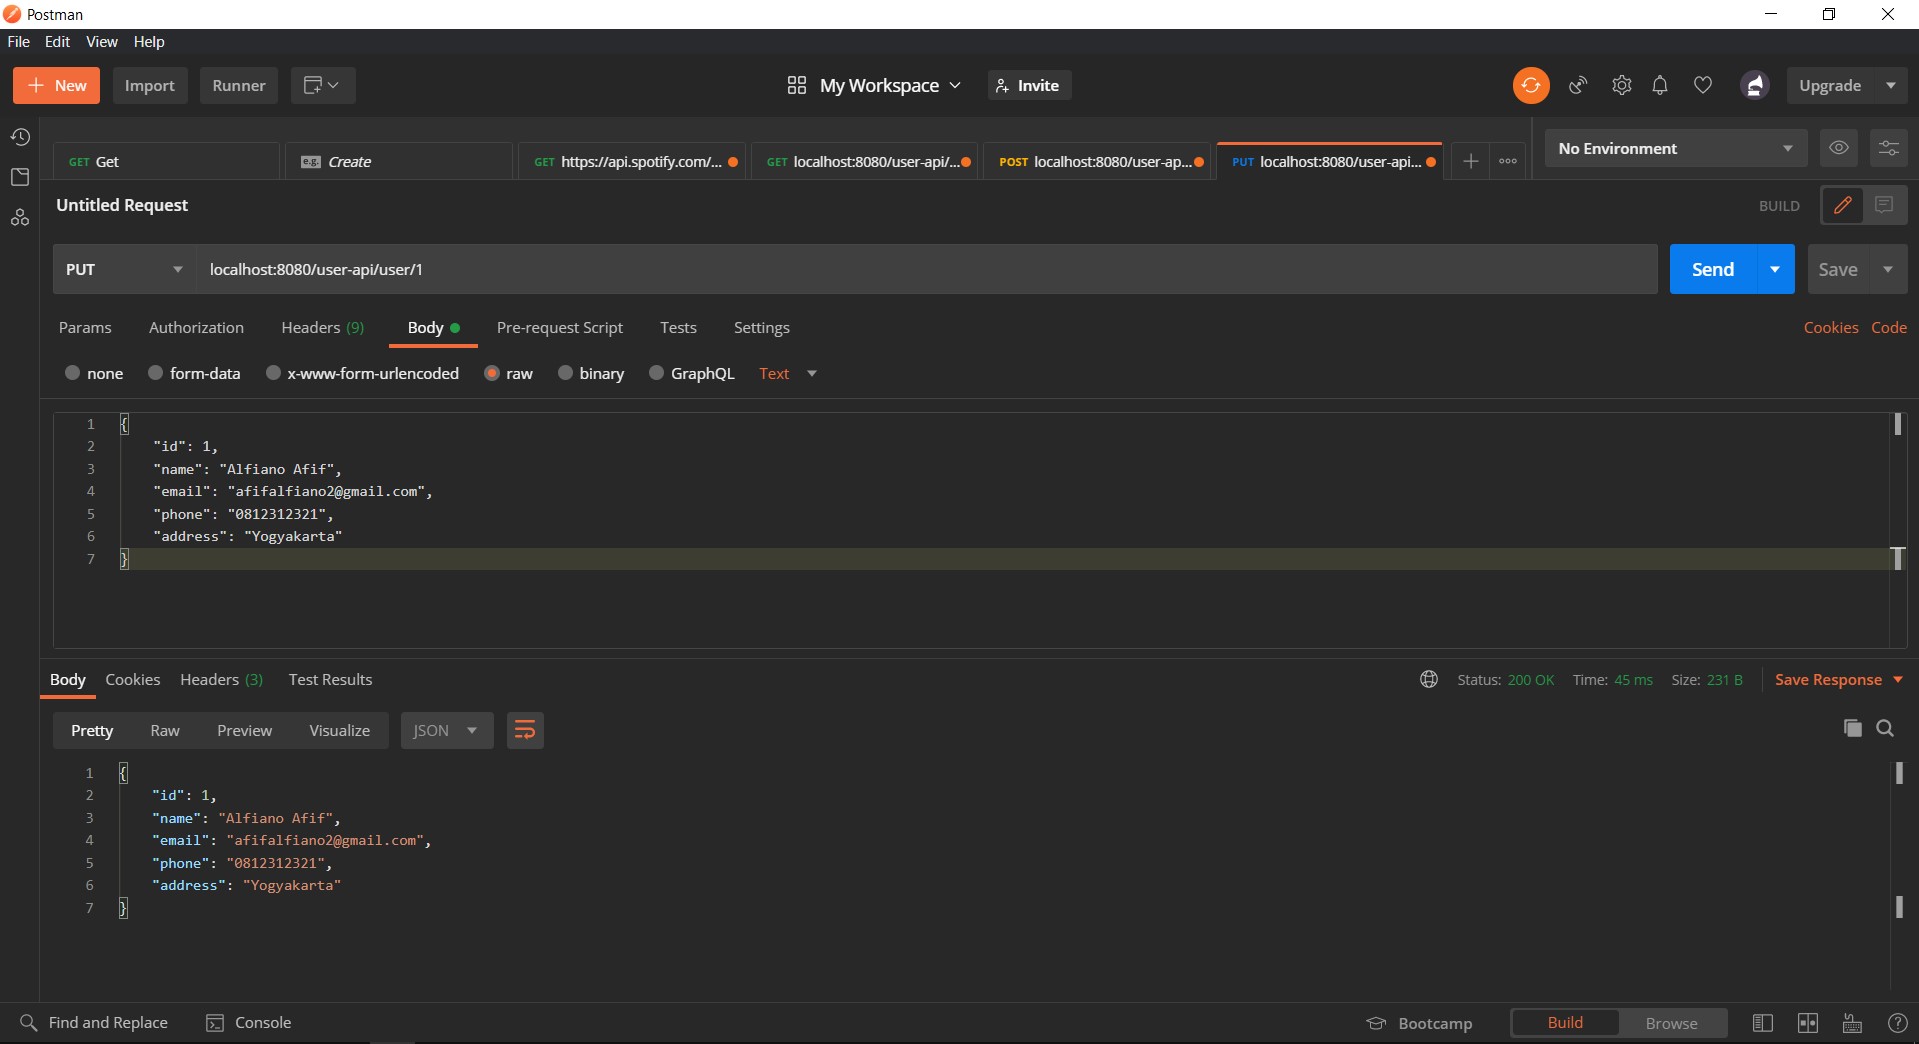 Postman
File Edit View Help
New Import Runner My Workspace Invite Upgrade
GET Get e.g. Create GET https://api.spotify.com/... GET localhost:8080/user-api/... POST localhost:8080/user-ap... PUT localhost:8080/user-api... No Environment
Untitled Request BUILD
PUT localhost:8080/user-api/user/1 Send Save
Params Authorization Headers (9) Body Pre-request Script Tests Settings Cookies Code
none form-data x-www-form-urlencoded raw binary GraphQL Text
1 {
2 "id": 1,
3 "name": "Alfiano Afif",
4 "email": "afifalfiano2@gmail.com",
5 "phone": "0812312321",
6 "address": "Yogyakarta"
7 }
Body Cookies Headers (3) Test Results Status: 200 OK Time: 45 ms Size: 231 B Save Response
Pretty Raw Preview Visualize JSON
1 {
2 "id": 1,
3 "name": "Alfiano Afif",
4 "email": "afifalfiano2@gmail.com",
5 "phone": "0812312321",
6 "address": "Yogyakarta"
7 }
Find and Replace Console Bootcamp Build Browse